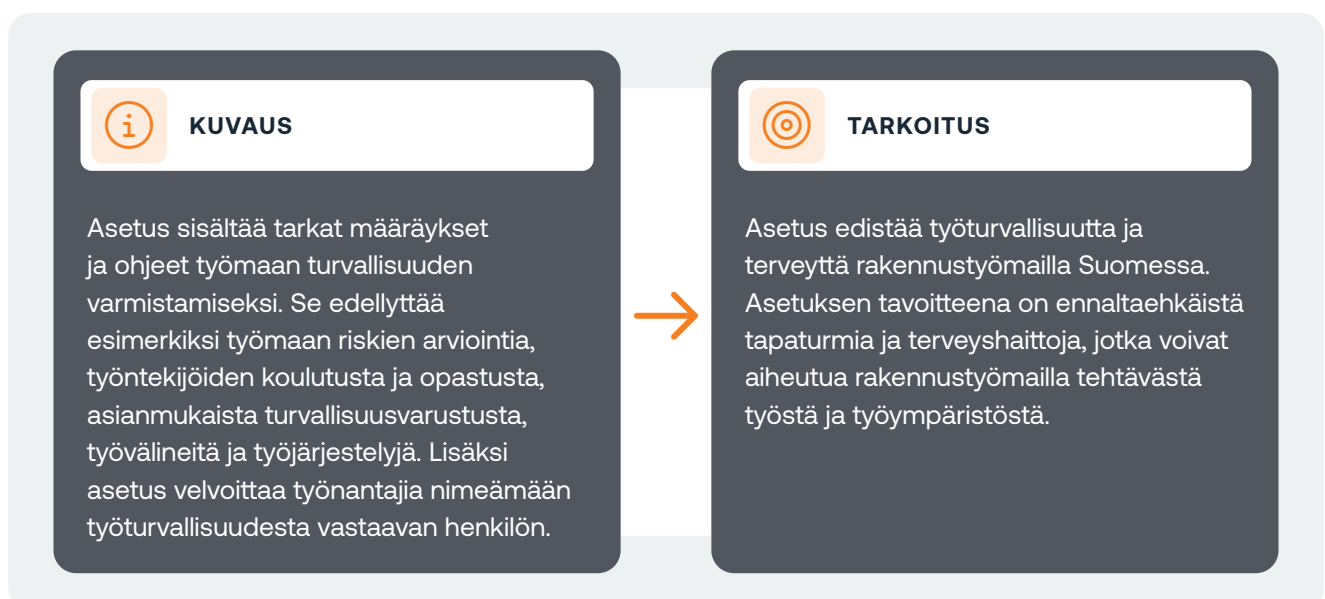 KUVAUS
Asetus sisältää tarkat määräykset
ja ohjeet työmaan turvallisuuden
varmistamiseksi. Se edellyttää
esimerkiksi työmaan riskien arviointia,
työntekijöiden koulutusta ja opastusta,
asianmukaista turvallisuusvarustusta,
työvälineitä ja työjärjestelyjä. Lisäksi
asetus velvoittaa työnantajia nimeämään
työturvallisuudesta vastaavan henkilön.
TARKOITUS
Asetus edistää työturvallisuutta ja
terveyttä rakennustyömailla Suomessa.
Asetuksen tavoitteena on ennaltaehkäistä
tapaturmia ja terveyshaittoja, jotka voivat
aiheutua rakennustyömailla tehtävästä
työstä ja työympäristöstä.